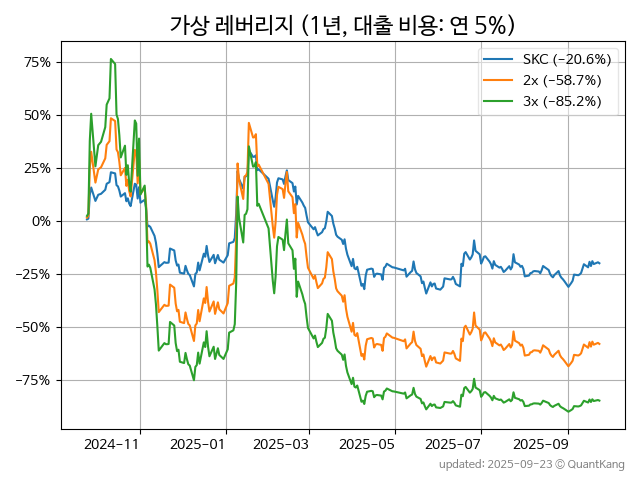 가상 레버리지 (1년, 대출 비용: 연 5%)
SKC (−20.6%)
2x (−58.7%)
3x (−85.2%)
75%
50%
25%
0%
−25%
−50%
−75%
2024-11
2025-01
2025-03
2025-05
2025-07
2025-09
updated: 2025-09-23 © QuantKang